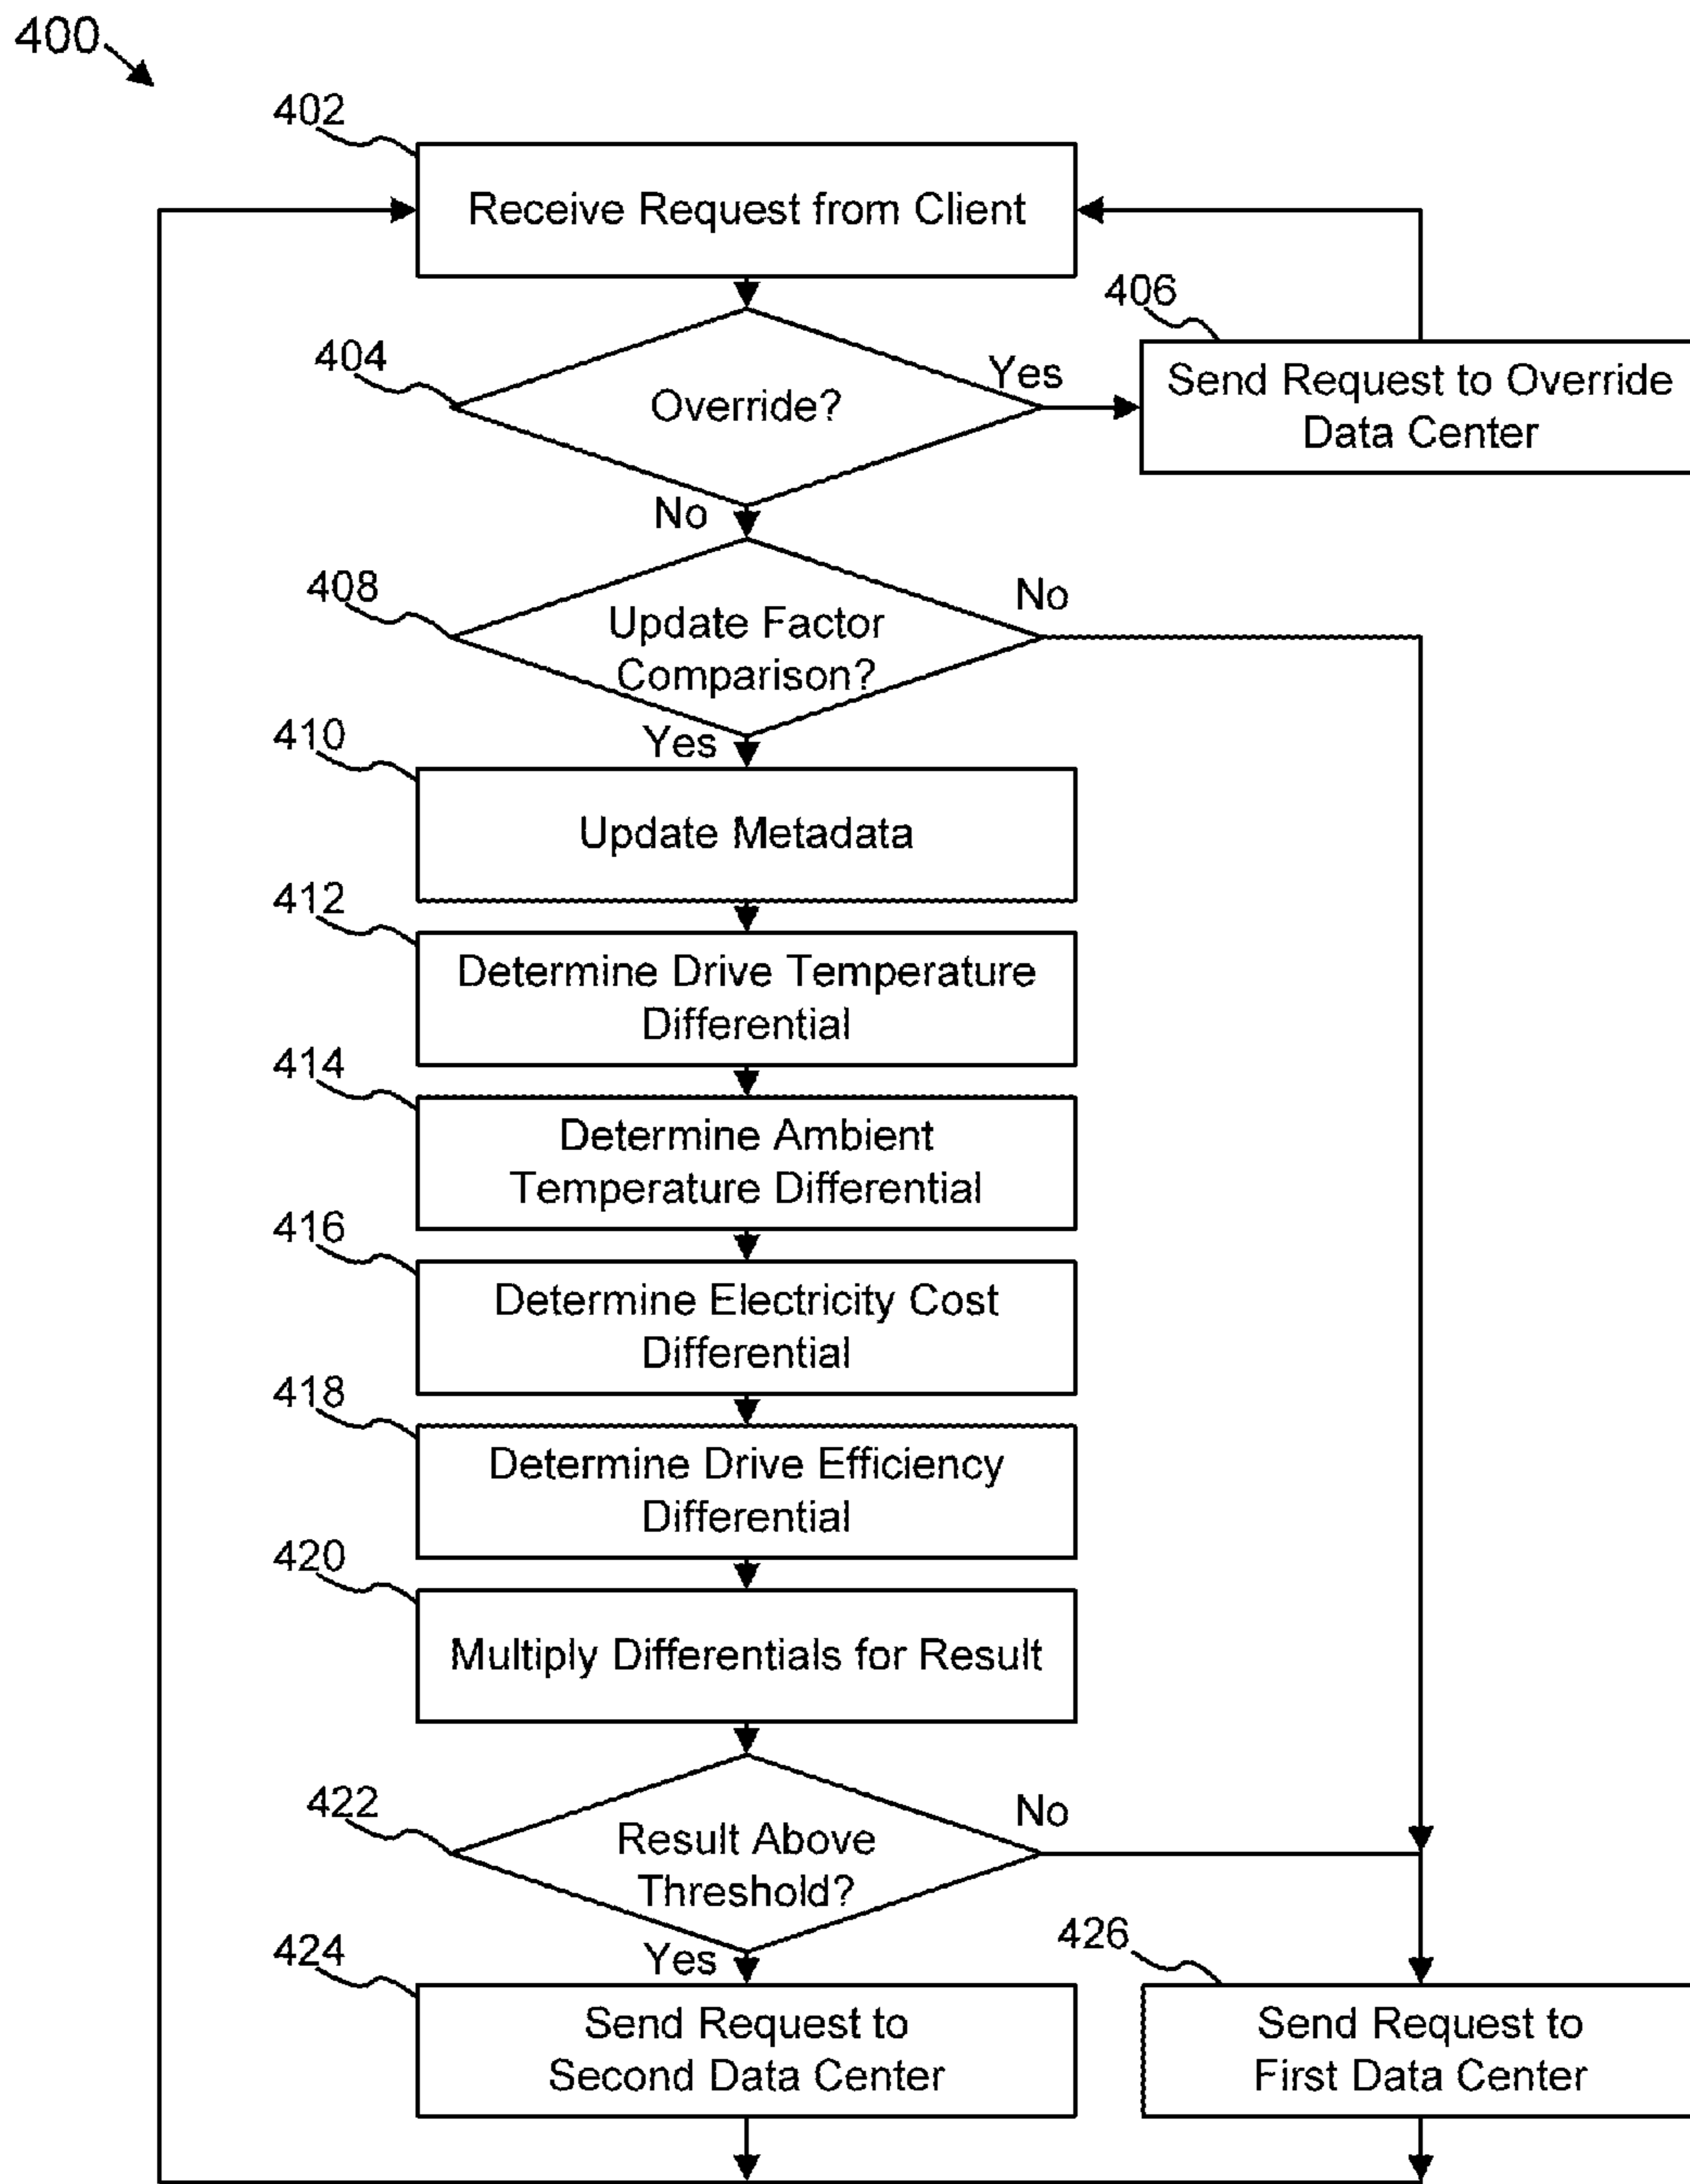 400
402
Receive Request from Client
406
404
Override?
Yes
Send Request to Override
Data Center
No
408
Update Factor
Comparison?
No
Yes
410
Update Metadata
412
Determine Drive Temperature
Differential
414
Determine Ambient
Temperature Differential
416
Determine Electricity Cost
Differential
418
Determine Drive Efficiency
Differential
420
Multiply Differentials for Result
422
Result Above
Threshold?
No
Yes
424
Send Request to
Second Data Center
426
Send Request to
First Data Center